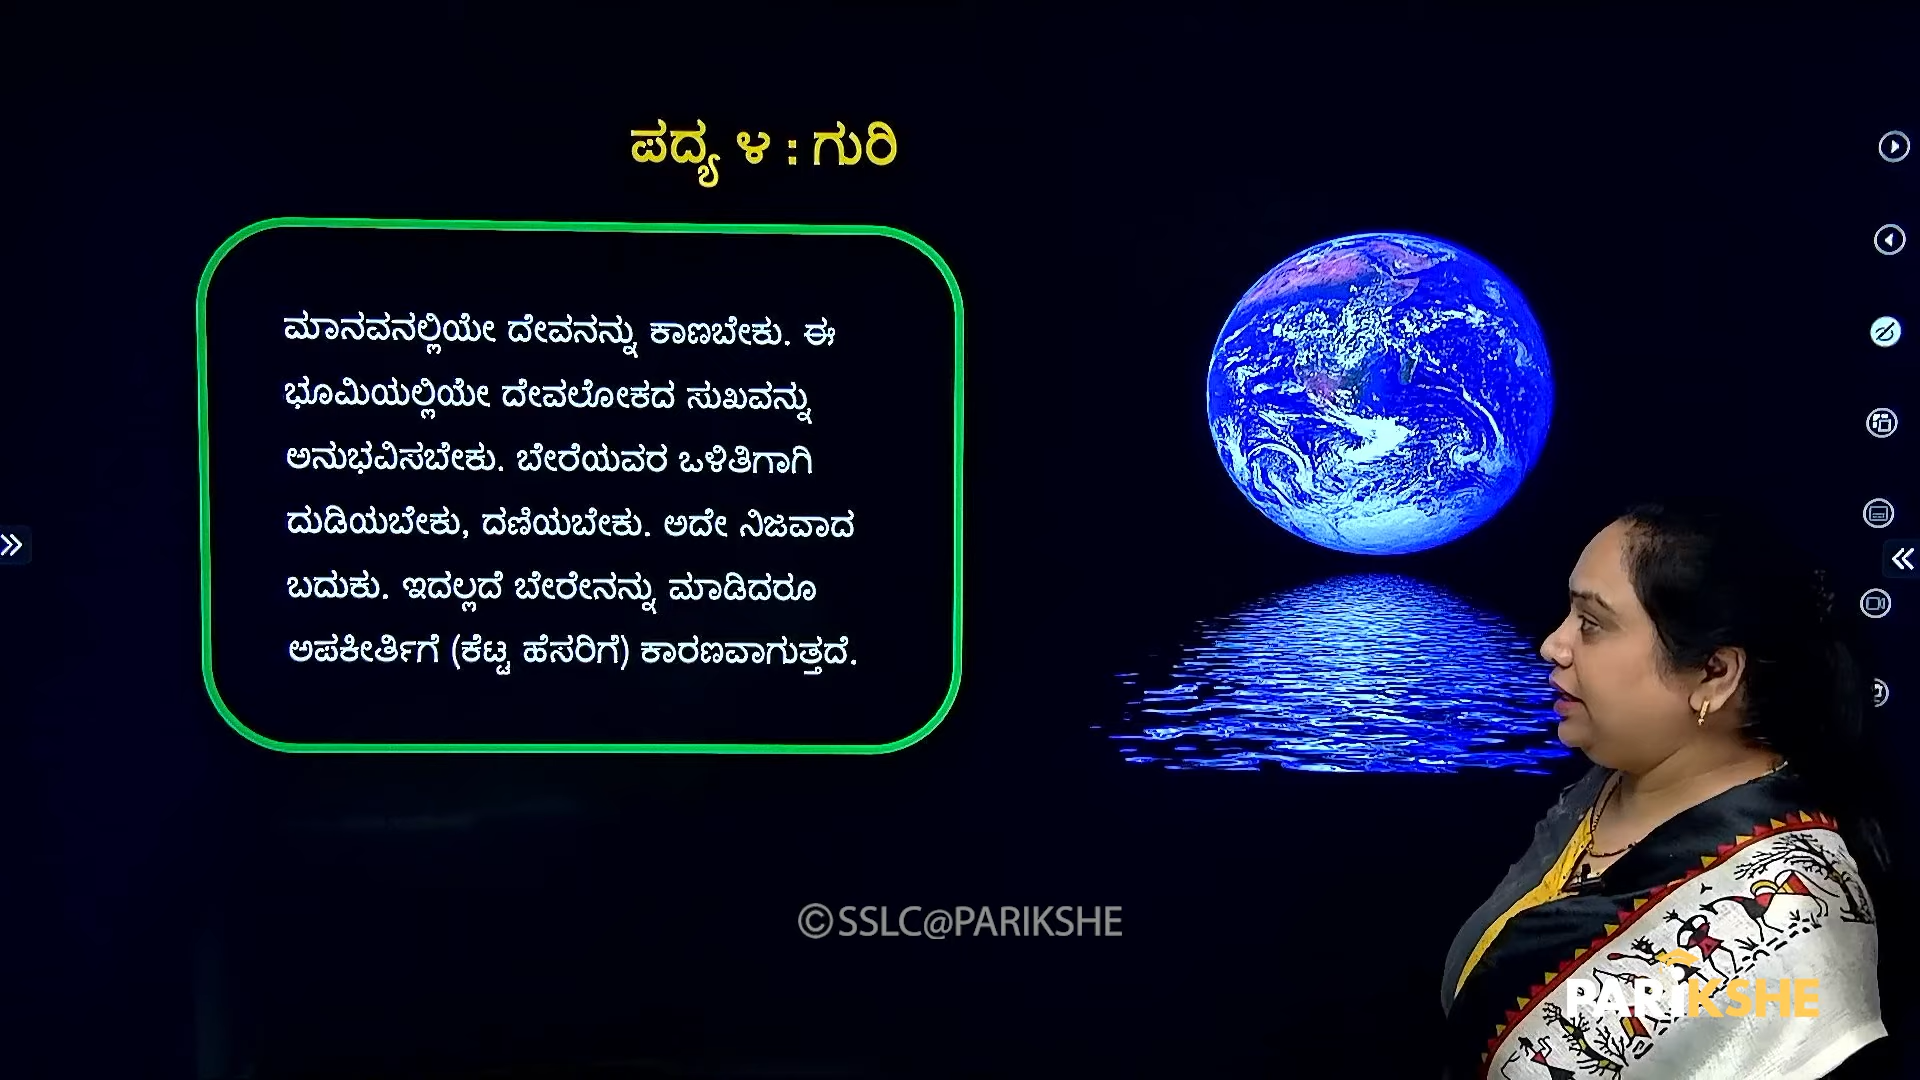 ಪದ್ಯ ೪ : ಗುರಿ
ಮಾನವನಲ್ಲಿಯೇ ದೇವನನ್ನು ಕಾಣಬೇಕು. ಈ
ಭೂಮಿಯಲ್ಲಿಯೇ ದೇವಲೋಕದ ಸುಖವನ್ನು
ಅನುಭವಿಸಬೇಕು. ಬೇರೆಯವರ ಒಳಿತಿಗಾಗಿ
ದುಡಿಯಬೇಕು, ದಣಿಯಬೇಕು. ಅದೇ ನಿಜವಾದ
ಬದುಕು. ಇದಲ್ಲದೆ ಬೇರೇನನ್ನು ಮಾಡಿದರೂ
ಅಪಕೀರ್ತಿಗೆ (ಕೆಟ್ಟ ಹೆಸರಿಗೆ) ಕಾರಣವಾಗುತ್ತದೆ.
©SSLC@PARIKSHE
PARIKSHE